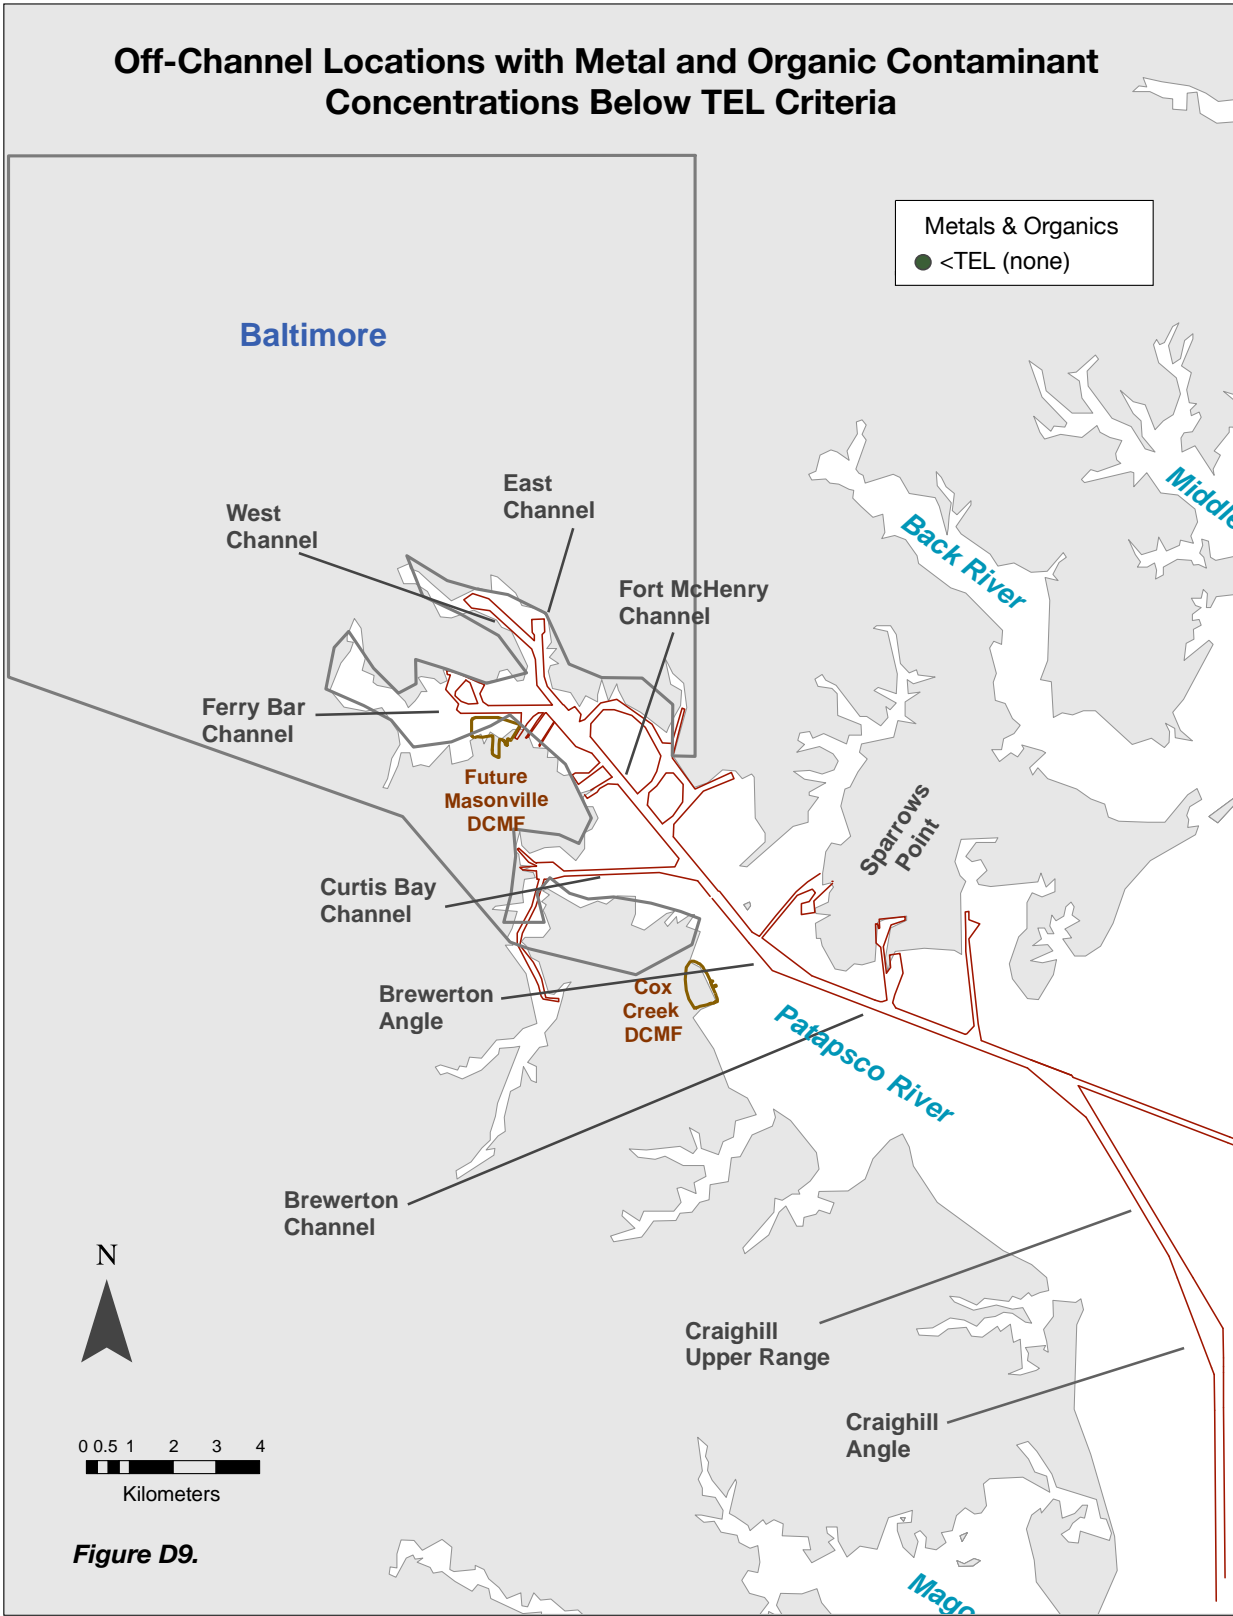 Off-Channel Locations with Metal and Organic Contaminant
Concentrations Below TEL Criteria
Metals & Organics
<TEL (none)
Baltimore
Middle
Back River
East
Channel
West
Channel
Fort McHenry
Channel
Ferry Bar
Channel
Future
Masonville
DCMF
Sparrows
Point
Curtis Bay
Channel
Brewerton
Angle
Cox
Creek
DCMF
Patapsco River
Brewerton
Channel
N
Craighill
Upper Range
Craighill
Angle
0 0.5 1 2 3 4
Kilometers
Figure D9.
Mago